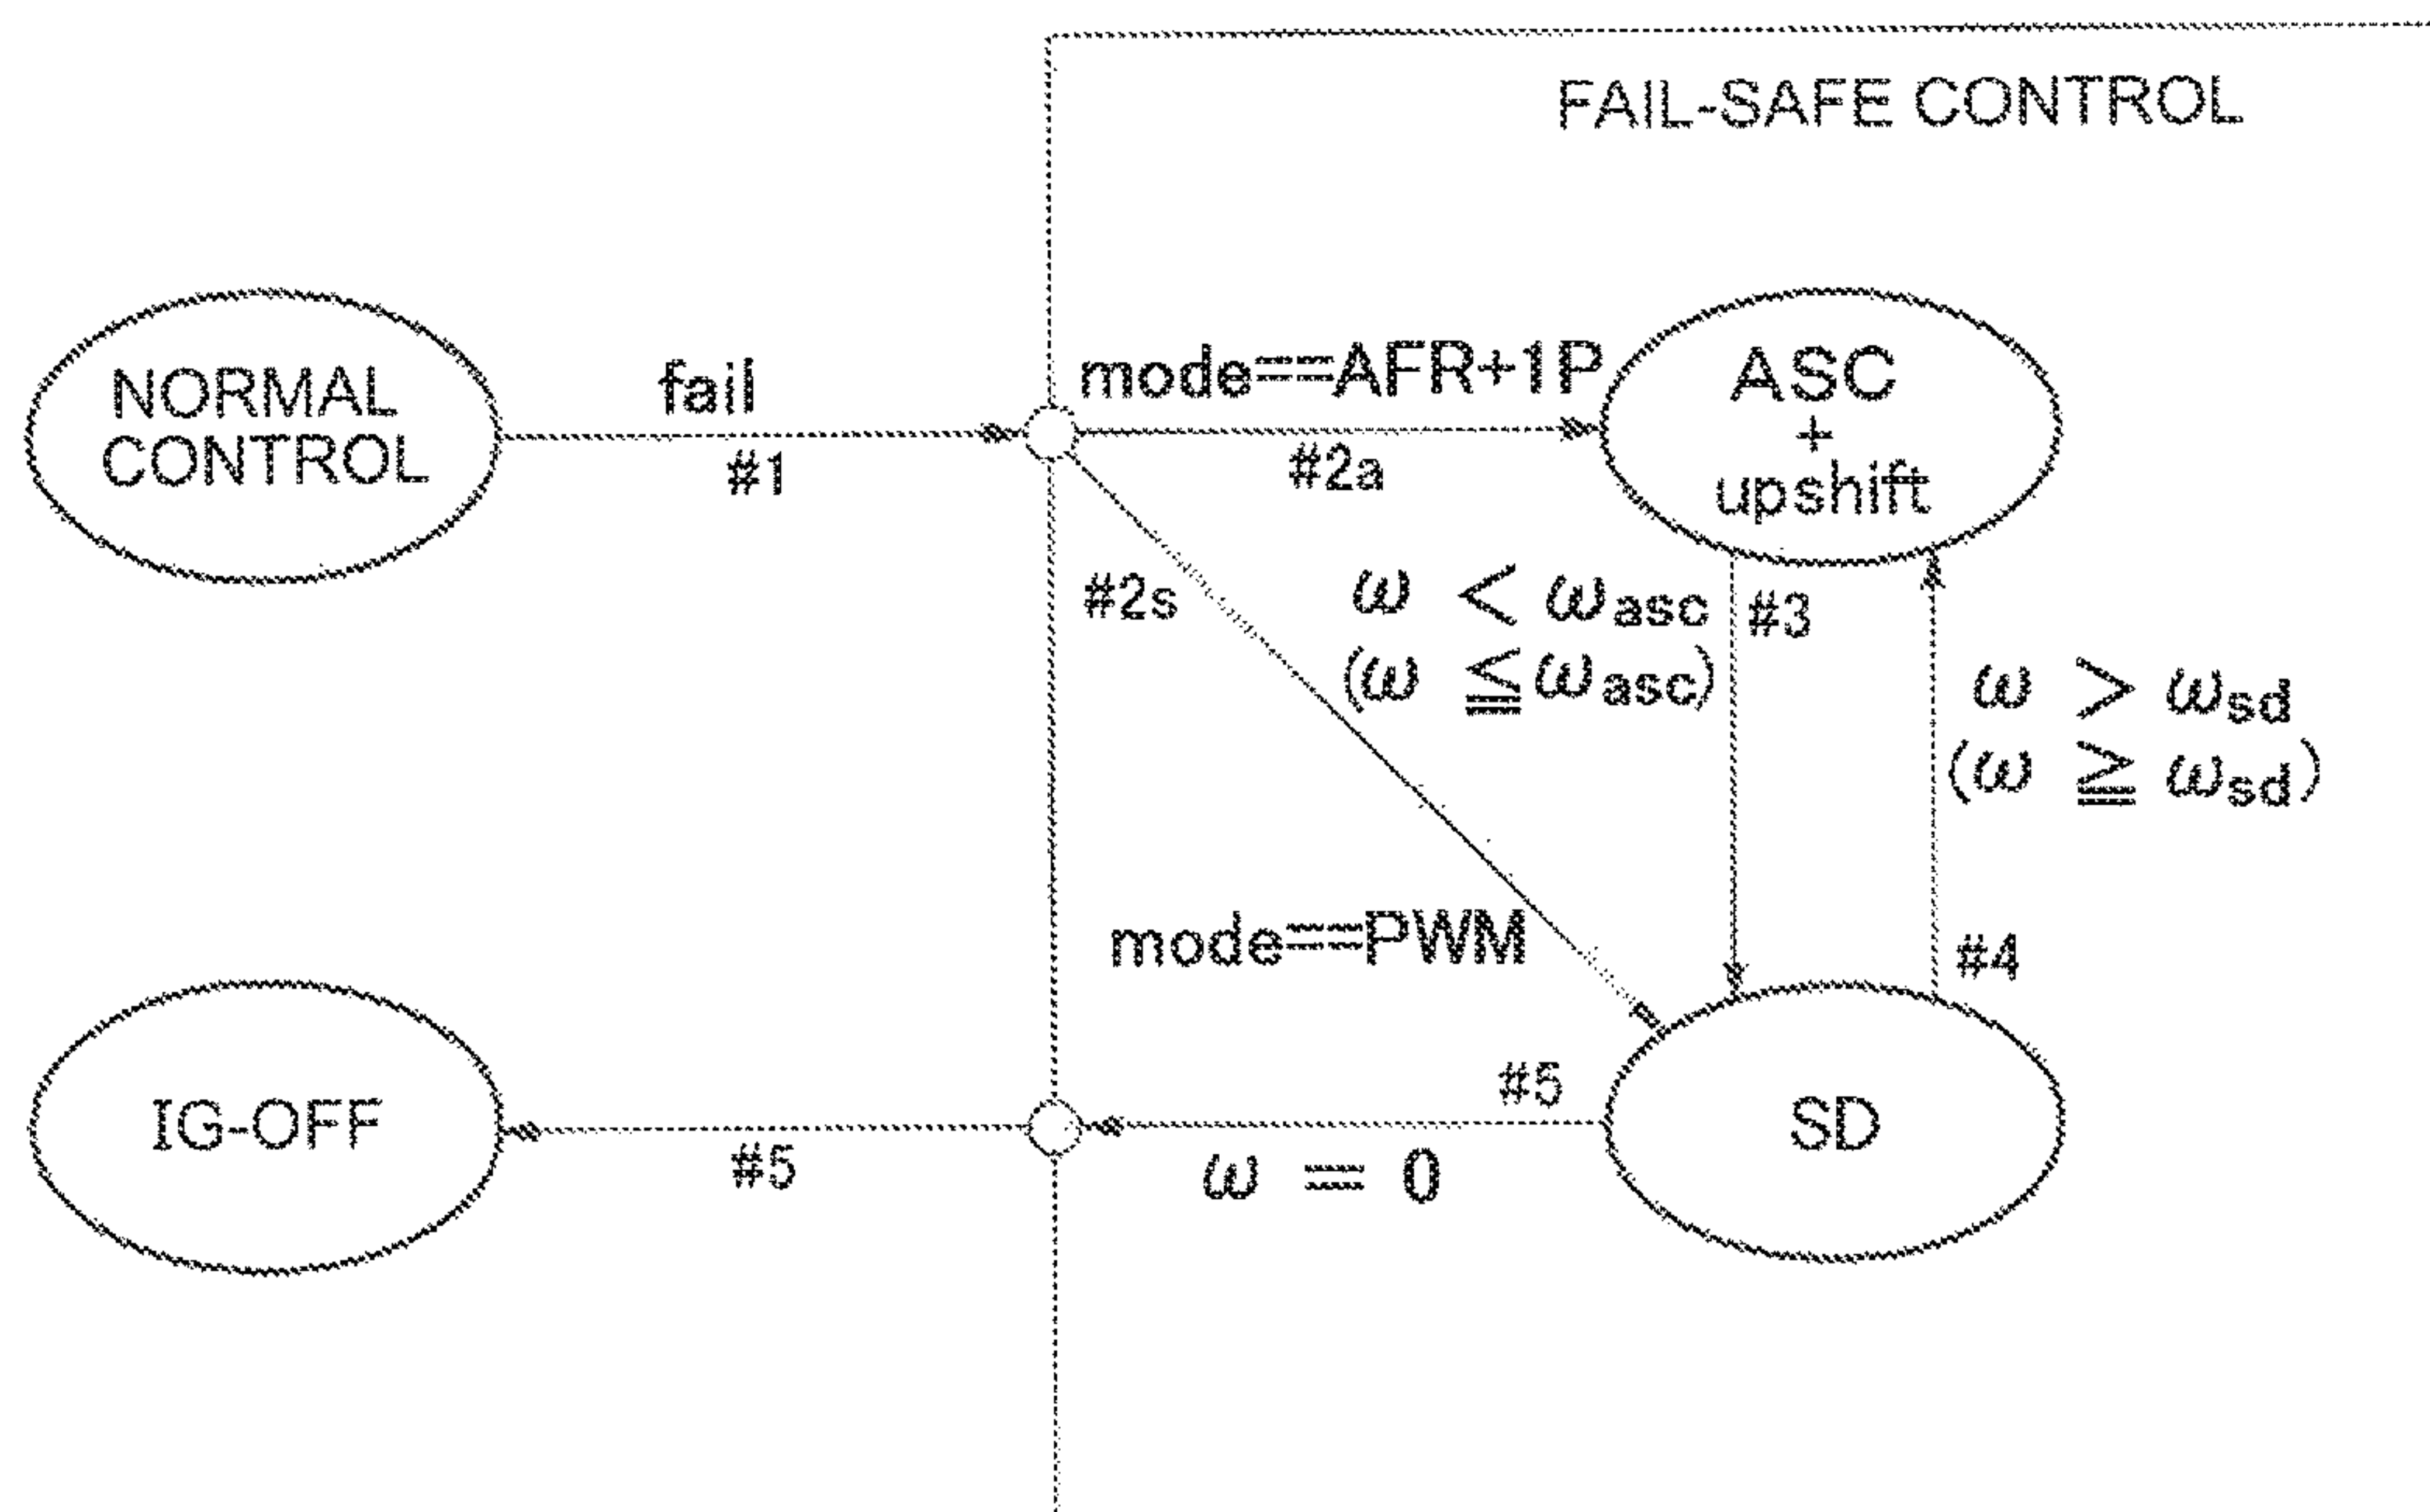 FAIL-SAFE CONTROL
NORMAL
CONTROL
fail
#1
mode==AFR+1P
#2a
ASC
+
upshift
#2s
ω < ωasc
(ω ≦ωasc)
#3
ω > ωsd
(ω ≧ ωsd)
mode==PWM
#4
IG-OFF
#5
#5
ω = 0
SD